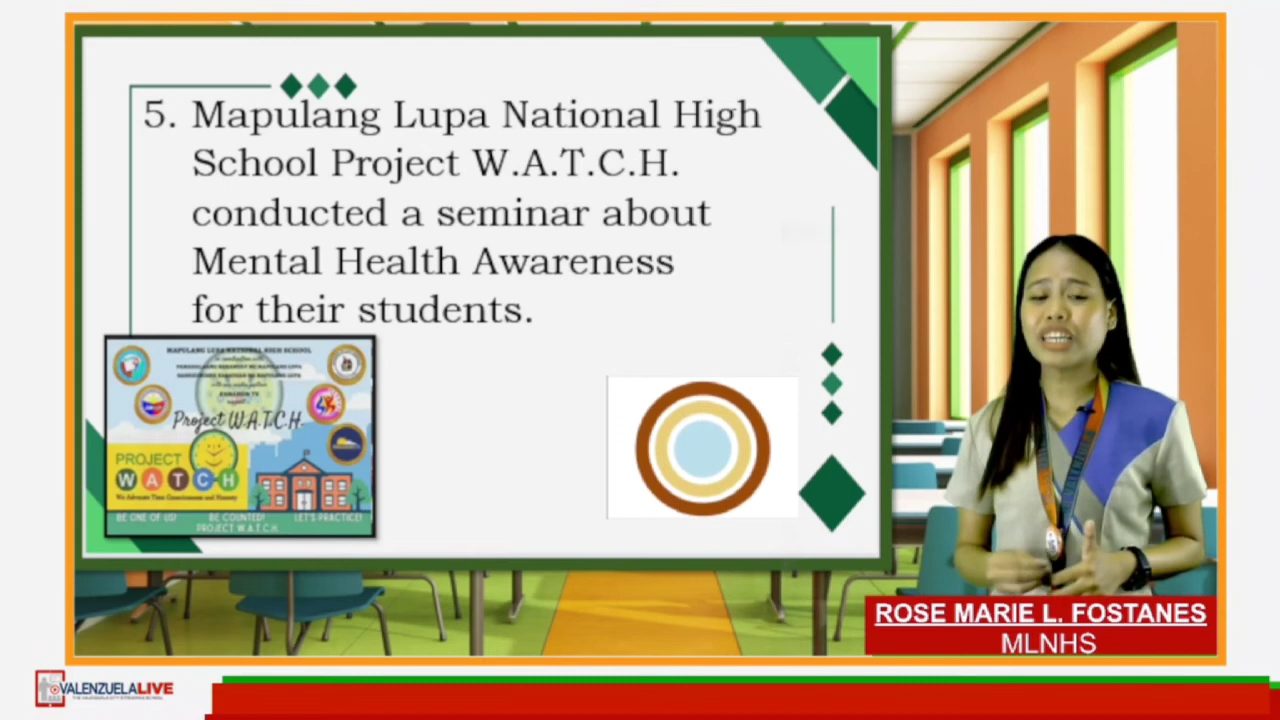 5. Mapulang Lupa National High
School Project W.A.T.C.H.
conducted a seminar about
Mental Health Awareness
for their students.
MAPULANG LUPA NATIONAL HIGH SCHOOL
Project W.A.T.C.H.
PROJECT
WATCH
We Advocate Time Consciousness and Honesty
BE ONE OF US! BE COUNTED! LET'S PRACTICE!
PROJECT W.A.T.C.H.
ROSE MARIE L. FOSTANES
MLNHS
VALENZUELALIVE